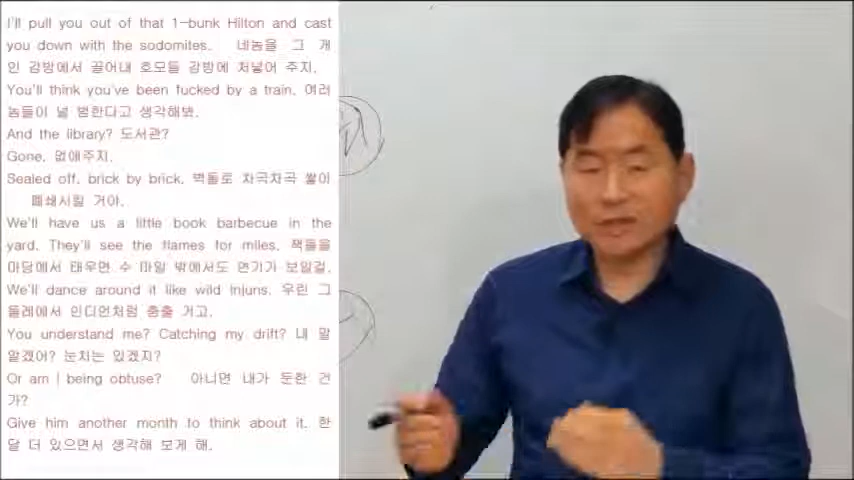 I'll pull you out of that 1-bunk Hilton and cast
you down with the sodomites. 네놈을 그 개
인 감방에서 끌어내 호모들 감방에 처넣어 주지.
You'll think you've been fucked by a train. 여러
놈들이 널 범한다고 생각해봐.
And the library? 도서관?
Gone. 없애주지.
Sealed off, brick by brick. 벽돌로 차곡차곡 쌓아
폐쇄시킬 거야.
We'll have us a little book barbecue in the
yard. They'll see the flames for miles. 책들을
마당에서 태우면 수 마일 밖에서도 연기가 보일걸.
We'll dance around it like wild Injuns. 우린 그
둘레에서 인디언처럼 춤출 거고.
You understand me? Catching my drift? 내 말
알겠어? 눈치는 있겠지?
Or am I being obtuse? 아니면 내가 둔한 건
가?
Give him another month to think about it. 한
달 더 있으면서 생각해 보게 해.